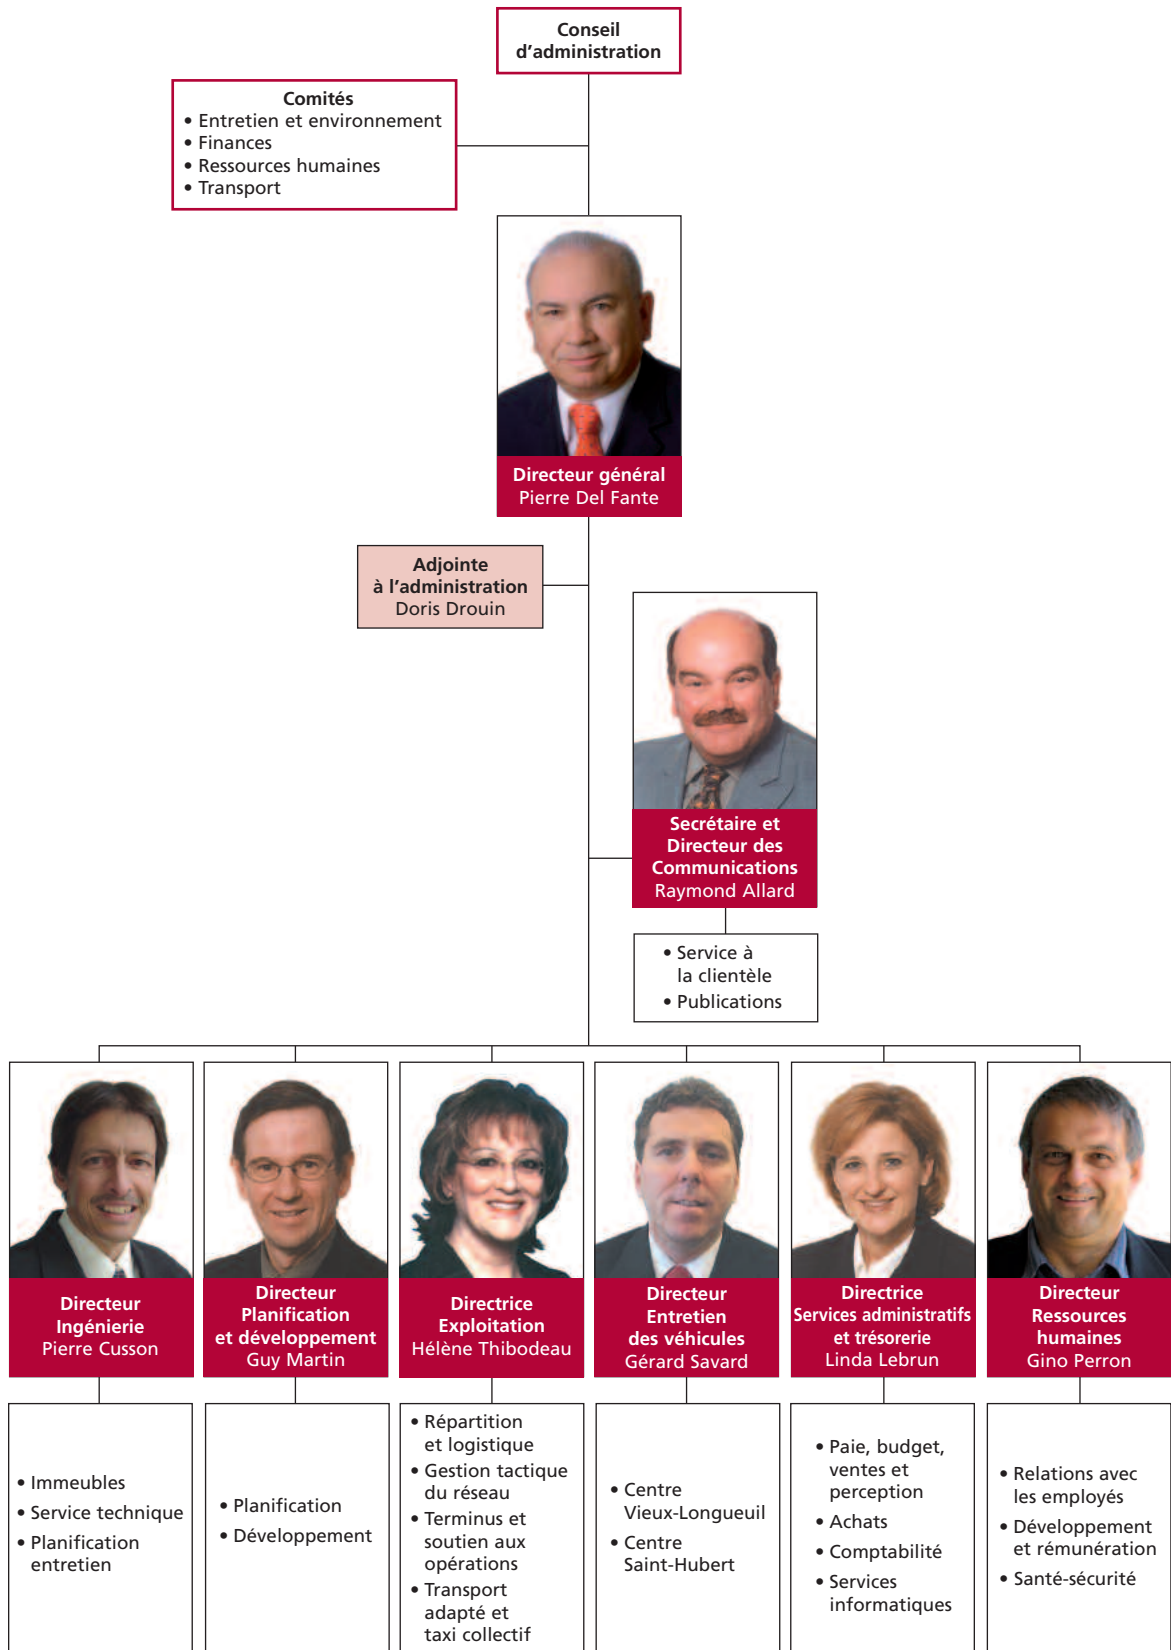 Conseil
d'administration
Comités
• Entretien et environnement
• Finances
• Ressources humaines
• Transport
Directeur général
Pierre Del Fante
Adjointe
à l'administration
Doris Drouin
Secrétaire et
Directeur des
Communications
Raymond Allard
• Service à
la clientèle
• Publications
Directeur
Ingénierie
Pierre Cusson
Directeur
Planification
et développement
Guy Martin
Directrice
Exploitation
Hélène Thibodeau
Directeur
Entretien
des véhicules
Gérard Savard
Directrice
Services administratifs
et trésorerie
Linda Lebrun
Directeur
Ressources
humaines
Gino Perron
• Immeubles
• Service technique
• Planification
entretien
• Planification
• Développement
• Répartition
et logistique
• Gestion tactique
du réseau
• Terminus et
soutien aux
opérations
• Transport
adapté et
taxi collectif
• Centre
Vieux-Longueuil
• Centre
Saint-Hubert
• Paie, budget,
ventes et
perception
• Achats
• Comptabilité
• Services
informatiques
• Relations avec
les employés
• Développement
et rémunération
• Santé-sécurité